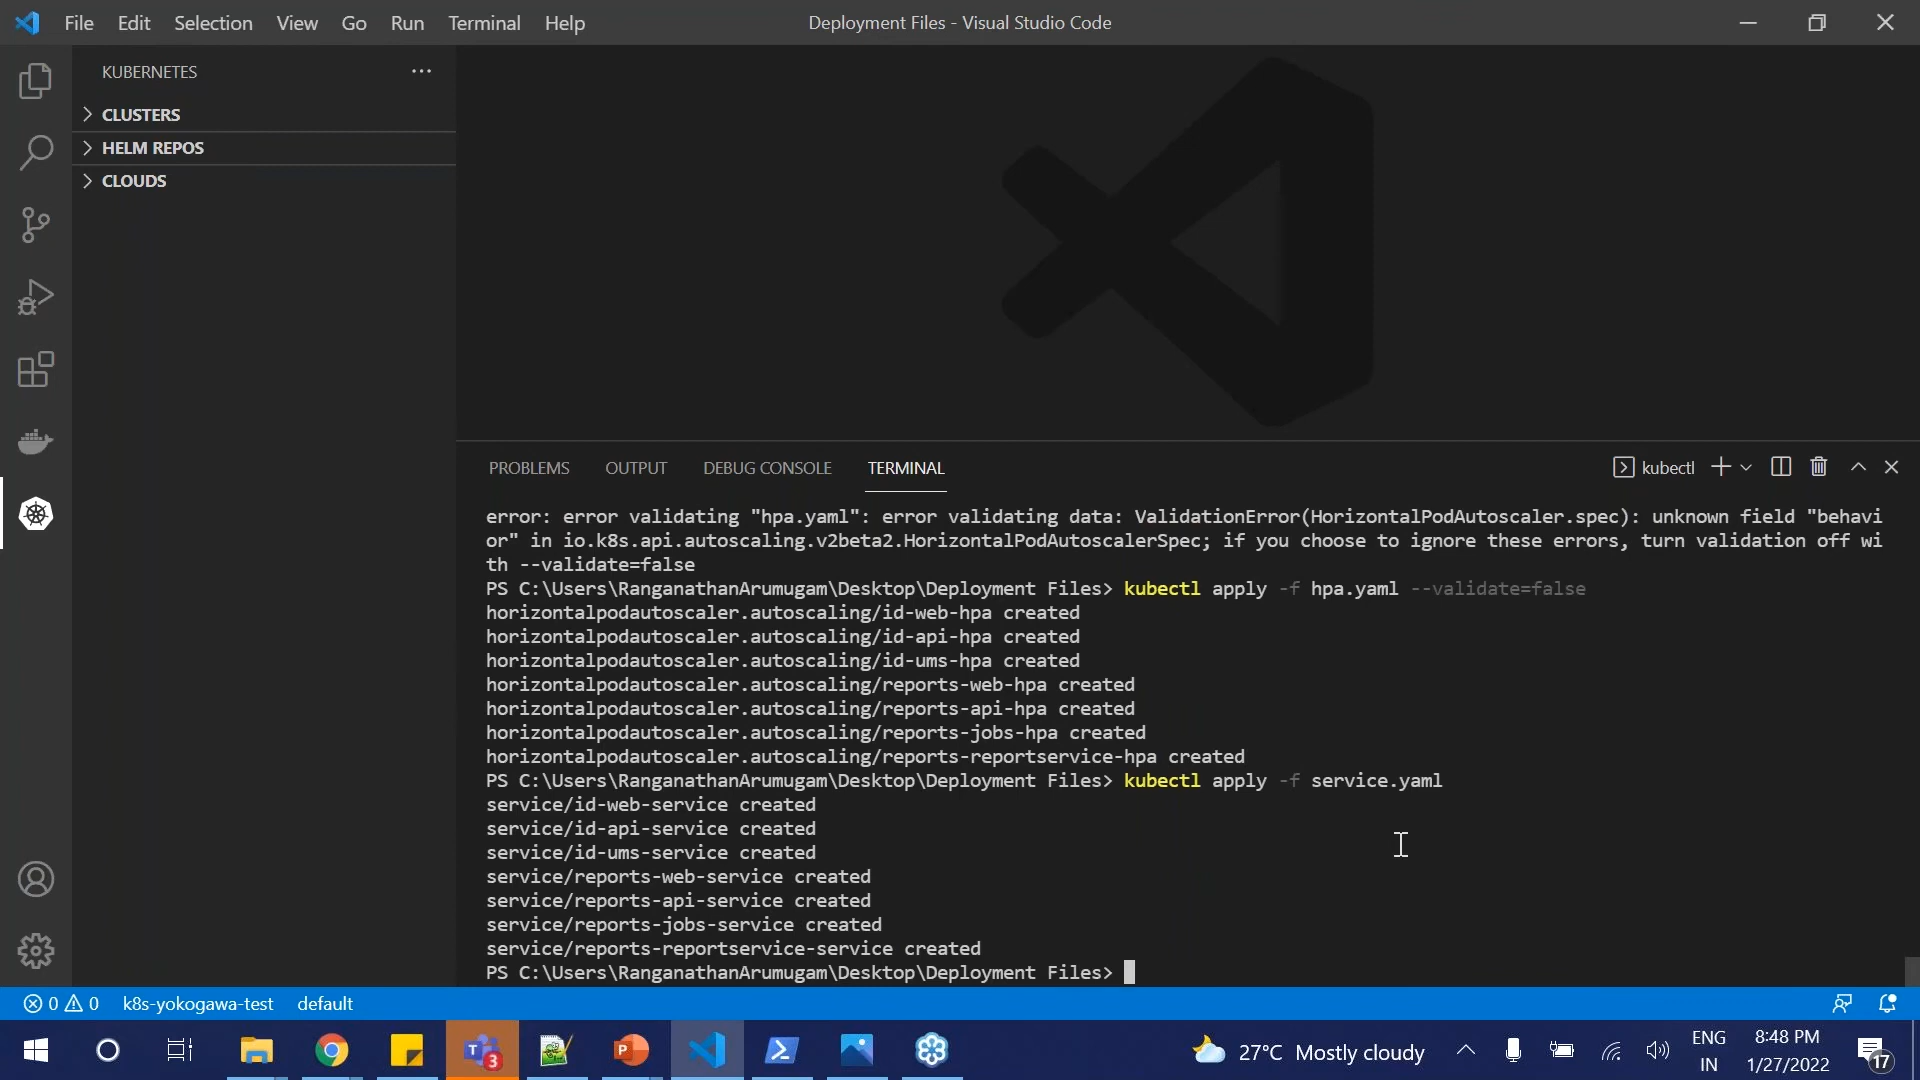 File Edit Selection View Go Run Terminal Help
Deployment Files - Visual Studio Code
KUBERNETES
CLUSTERS
HELM REPOS
CLOUDS
PROBLEMS OUTPUT DEBUG CONSOLE TERMINAL
kubectl
error: error validating "hpa.yaml": error validating data: ValidationError(HorizontalPodAutoscaler.spec): unknown field "behavi
or" in io.k8s.api.autoscaling.v2beta2.HorizontalPodAutoscalerSpec; if you choose to ignore these errors, turn validation off wi
th --validate=false
PS C:\Users\RanganathanArumugam\Desktop\Deployment Files> kubectl apply -f hpa.yaml --validate=false
horizontalpodautoscaler.autoscaling/id-web-hpa created
horizontalpodautoscaler.autoscaling/id-api-hpa created
horizontalpodautoscaler.autoscaling/id-ums-hpa created
horizontalpodautoscaler.autoscaling/reports-web-hpa created
horizontalpodautoscaler.autoscaling/reports-api-hpa created
horizontalpodautoscaler.autoscaling/reports-jobs-hpa created
horizontalpodautoscaler.autoscaling/reports-reportservice-hpa created
PS C:\Users\RanganathanArumugam\Desktop\Deployment Files> kubectl apply -f service.yaml
service/id-web-service created
service/id-api-service created
service/id-ums-service created
service/reports-web-service created
service/reports-api-service created
service/reports-jobs-service created
service/reports-reportservice-service created
PS C:\Users\RanganathanArumugam\Desktop\Deployment Files>
0 0 k8s-yokogawa-test default
T 3
P
27°C Mostly cloudy
ENG
IN
8:48 PM
1/27/2022
17